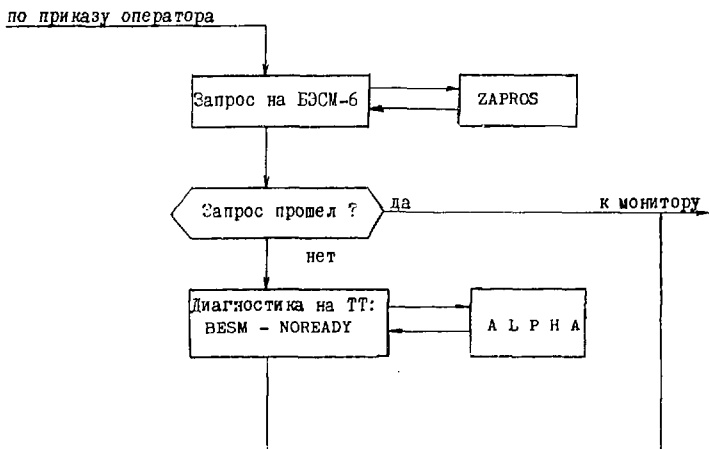 по приказу оператора
Запрос на БЭСМ-6
ZAPROS
Запрос прошел ?
да
к монитору
нет
Диагностика на ТТ:
BESM - NOREADY
A L P H A